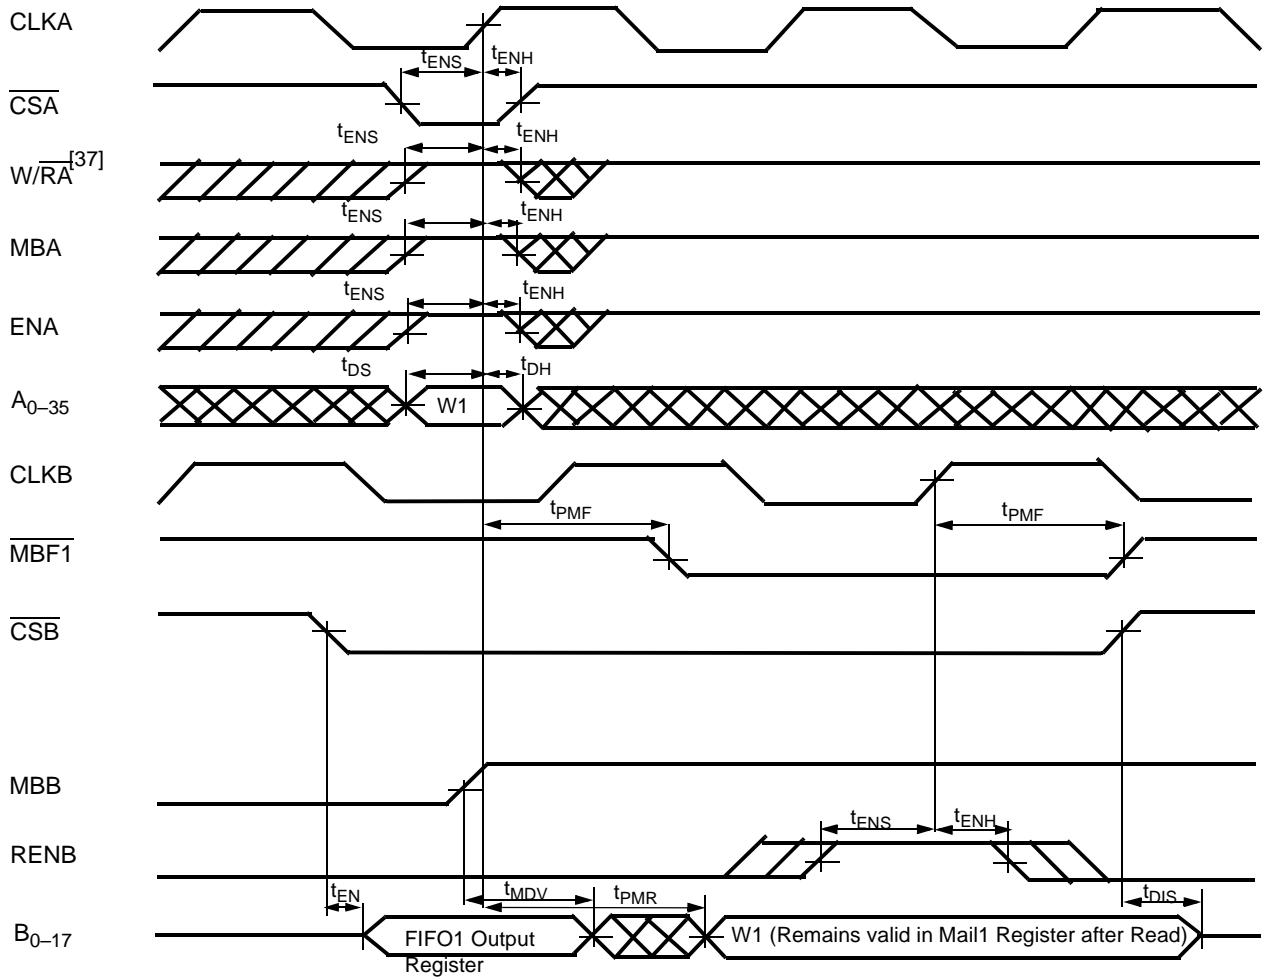 CLKA
tENS tENH
CSA
tENS tENH
W/RA[37]
tENS tENH
MBA
tENS tENH
ENA
tDS tDH
A0–35 W1
CLKB
tPMF tPMF
MBF1
CSB
MBB
tENS tENH
RENB
tEN tMDV tPMR tDIS
B0–17 FIFO1 Output
Register
W1 (Remains valid in Mail1 Register after Read)